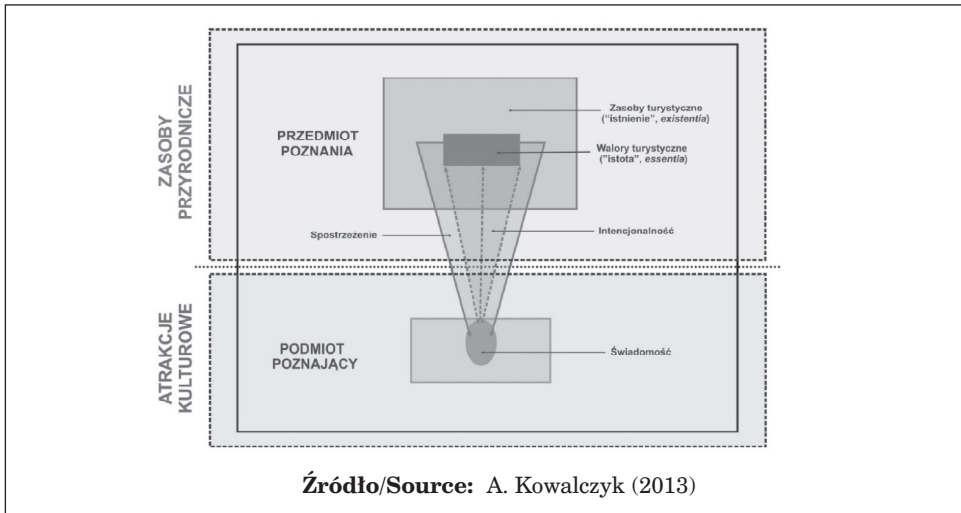 ZASOBY
PRZYRODNICZE
PRZEDMIOT
POZNANIA
Zasoby turystyczne
("istnienie", existentia)
Walory turystyczne
("istota", essentia)
Spostrzeżenie
Intencjonalność
ATRAKCJE
KULTUROWE
PODMIOT
POZNAJĄCY
Świadomość
Źródło/Source: A. Kowalczyk (2013)